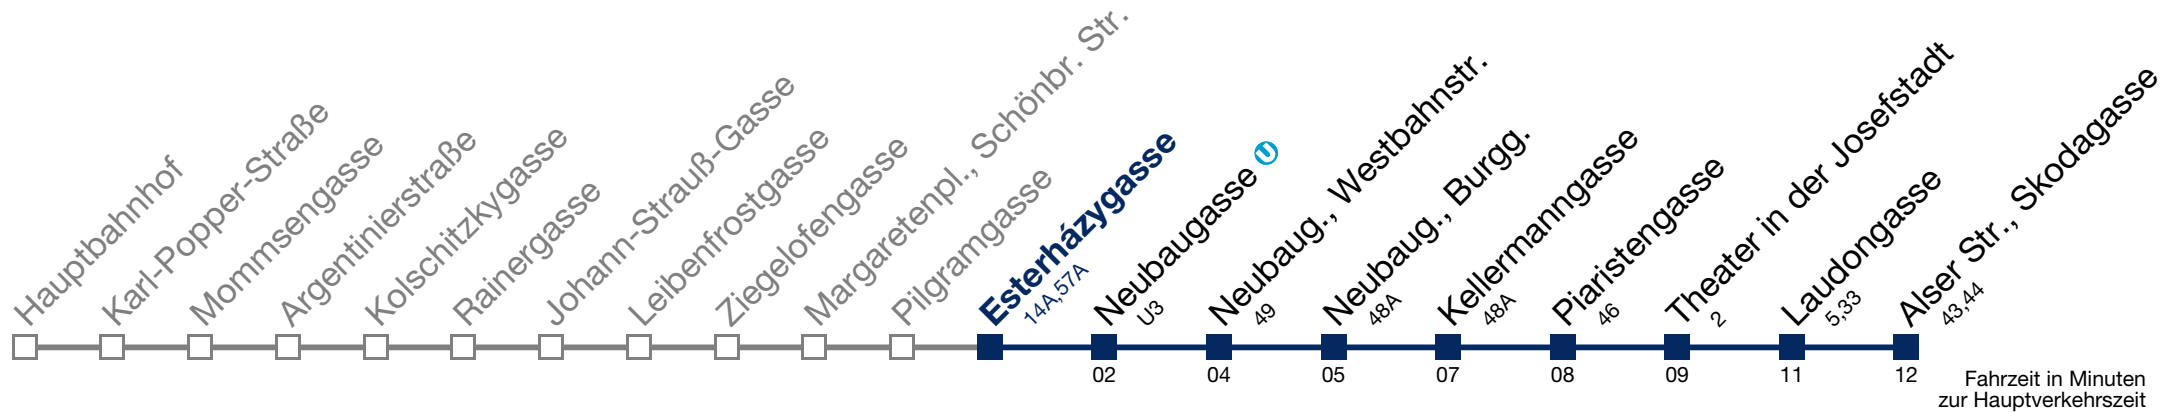 Hauptbahnhof
Karl-Popper-Straße
Mommsengasse
Argentinierstraße
Kolschitzkygasse
Rainergasse
Johann-Strauß-Gasse
Leibenfrostgasse
Ziegelofengasse
Margaretenpl., Schönbr. Str.
Pilgramgasse
Esterházygasse
14A,57A
Neubaugasse U
U3
02
Neubaug., Westbahnstr.
49
04
Neubaug., Burgg.
48A
05
Kellermanngasse
48A
07
Piaristengasse
46
08
Theater in der Josefstadt
2
09
Laudongasse
5,33
11
Alser Str., Skodagasse
43,44
12
Fahrzeit in Minuten
zur Hauptverkehrszeit